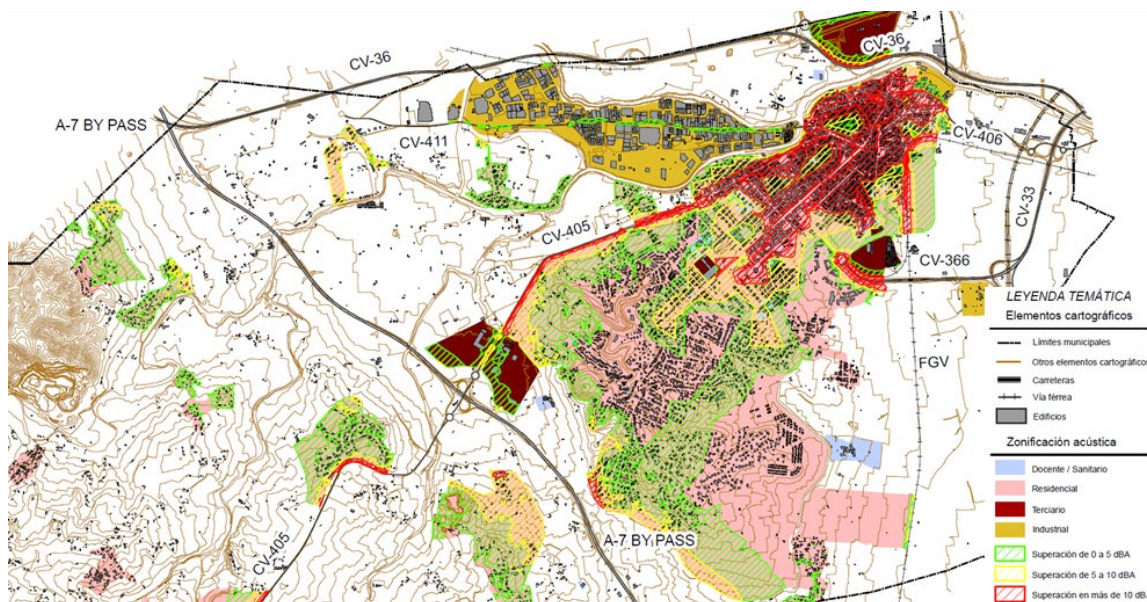 CV-36
CV-36
A-7 BY PASS
CV-411
CV-406
CV-33
CV-405
CV-366
LEYENDA TEMÁTICA
Elementos cartográficos
Límites municipales
Otros elementos cartográficos
Carreteras
Vía férrea
Edificios
FGV
Zonificación acústica
Docente / Sanitario
Residencial
Terciario
Industrial
Superación de 0 a 5 dBA
Superación de 5 a 10 dBA
Superación en más de 10 dB
A-7 BY PASS
CV-405